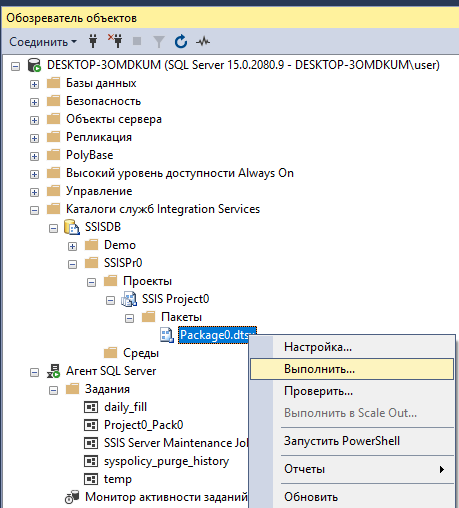 Обозреватель объектов
Соединить
DESKTOP-3OMDKUM (SQL Server 15.0.2080.9 - DESKTOP-3OMDKUM\user)
Базы данных
Безопасность
Объекты сервера
Репликация
PolyBase
Высокий уровень доступности Always On
Управление
Каталоги служб Integration Services
SSISDB
Demo
SSISPr0
Проекты
SSIS Project0
Пакеты
Package0.dts
Настройка...
Среды
Выполнить...
Агент SQL Server
Проверить...
Задания
Выполнить в Scale Out...
daily_fill
Project0_Pack0
Запустить PowerShell
SSIS Server Maintenance Jo
syspolicy_purge_history
Отчеты
temp
Монитор активности заданий
Обновить